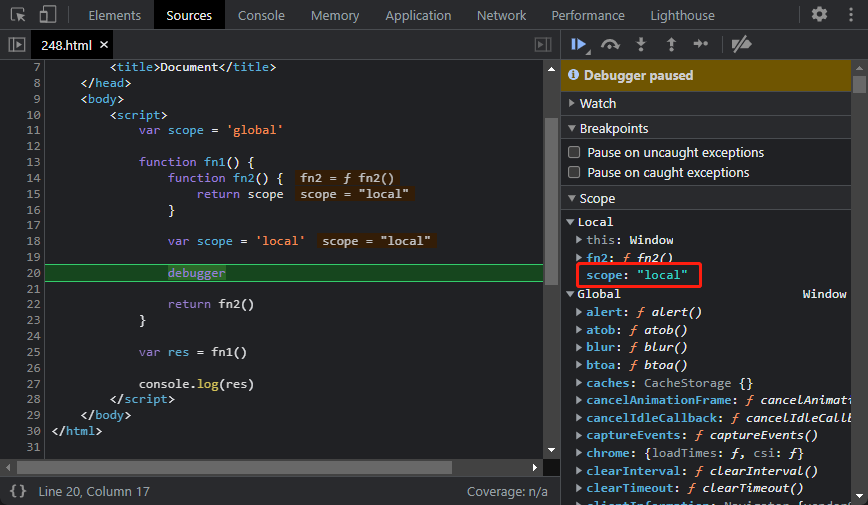 Elements Sources Console Memory Application Network Performance Lighthouse
248.html
7 <title>Document</title>
8 </head>
9 <body>
10 <script>
11 var scope = 'global'
12
13 function fn1() {
14 function fn2() { fn2 = ƒ fn2()
15 return scope scope = "local"
16 }
17
18 var scope = 'local' scope = "local"
19
20 debugger
21
22 return fn2()
23 }
24
25 var res = fn1()
26
27 console.log(res)
28 </script>
29 </body>
30 </html>
31
{ } Line 20, Column 17 Coverage: n/a
Debugger paused
Watch
Breakpoints
Pause on uncaught exceptions
Pause on caught exceptions
Scope
Local
this: Window
fn2: ƒ fn2()
scope: "local"
Global Window
alert: ƒ alert()
atob: ƒ atob()
blur: ƒ blur()
btoa: ƒ btoa()
caches: CacheStorage {}
cancelAnimationFrame: ƒ cancelAnimati
cancelIdleCallback: ƒ cancelIdleCallb
captureEvents: ƒ captureEvents()
chrome: {loadTimes: ƒ, csi: ƒ}
clearInterval: ƒ clearInterval()
clearTimeout: ƒ clearTimeout()